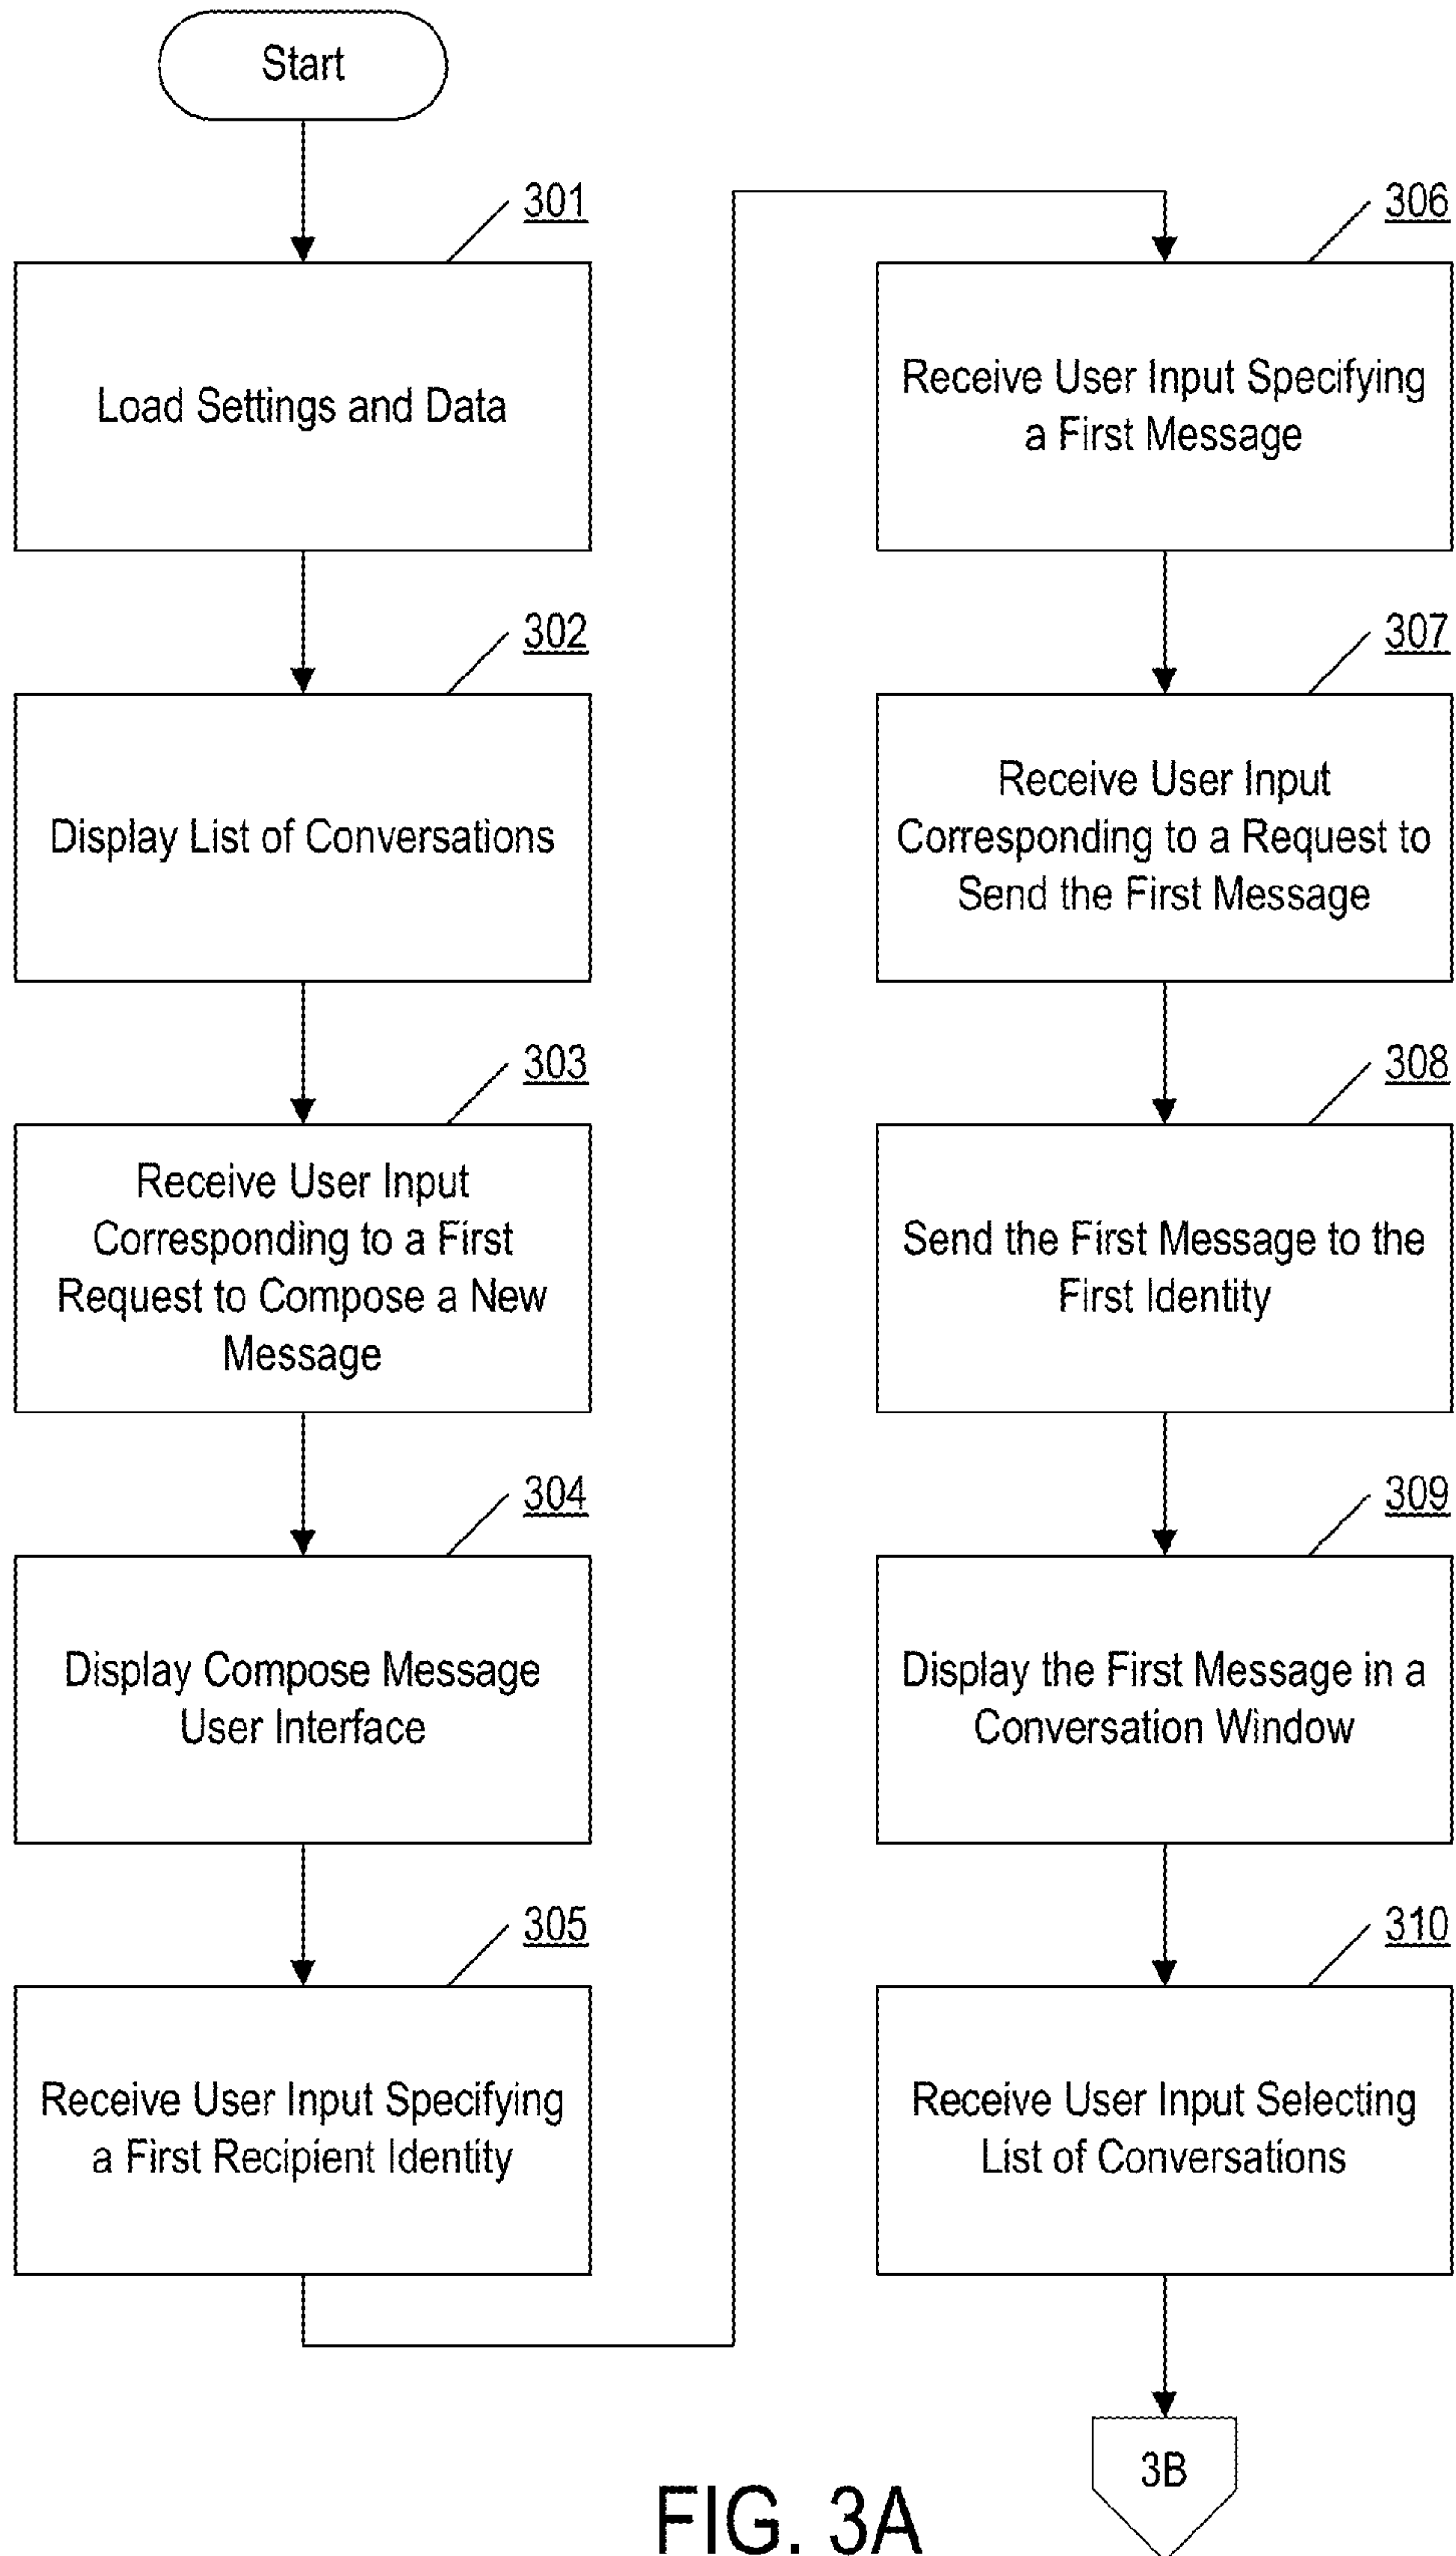 Start
301
Load Settings and Data
302
Display List of Conversations
303
Receive User Input
Corresponding to a First
Request to Compose a New
Message
304
Display Compose Message
User Interface
305
Receive User Input Specifying
a First Recipient Identity
306
Receive User Input Specifying
a First Message
307
Receive User Input
Corresponding to a Request to
Send the First Message
308
Send the First Message to the
First Identity
309
Display the First Message in a
Conversation Window
310
Receive User Input Selecting
List of Conversations
3B
FIG. 3A